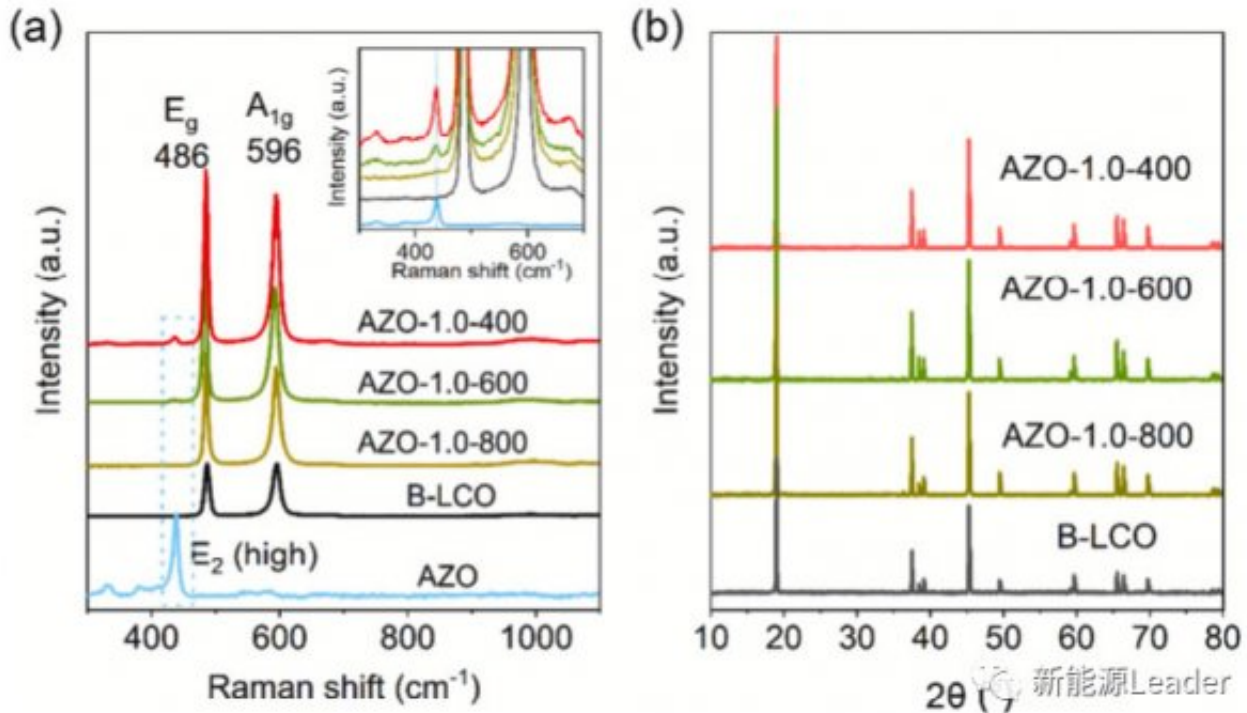 (a)
E_g
486
A_1g
596
Intensity (a.u.)
400
600
Raman shift (cm⁻¹)
AZO-1.0-400
AZO-1.0-600
AZO-1.0-800
B-LCO
E₂ (high)
AZO
Intensity (a.u.)
400
600
800
1000
Raman shift (cm⁻¹)
(b)
AZO-1.0-400
AZO-1.0-600
AZO-1.0-800
B-LCO
Intensity (a.u.)
10
20
30
40
50
60
70
80
2θ (°)
新能源Leader